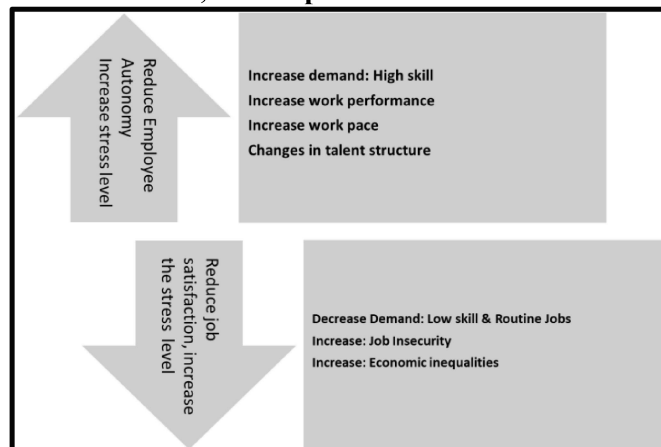 Reduce Employee
Autonomy
Increase stress level
Increase demand: High skill
Increase work performance
Increase work pace
Changes in talent structure
Reduce job
satisfaction, increase
the stress level
Decrease Demand: Low skill & Routine Jobs
Increase: Job Insecurity
Increase: Economic inequalities